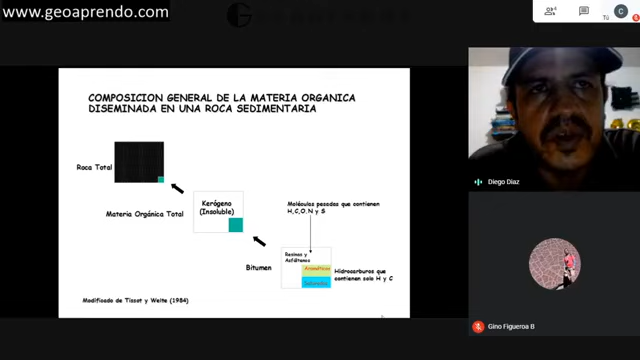 www.geoaprendo.com
6
C
Tú
COMPOSICION GENERAL DE LA MATERIA ORGANICA
DISEMINADA EN UNA ROCA SEDIMENTARIA
Roca Total
Kerógeno
(Insoluble)
Materia Orgánica Total
Moléculas pesadas que contienen
H,C,O,N y S
Resinas y
Asfaltenos
Aromáticos
Bitumen
Hidrocarburos que
contienen solo H y C
Modificado de Tissot y Welte (1984)
Diego Diaz
Gino Figueroa B